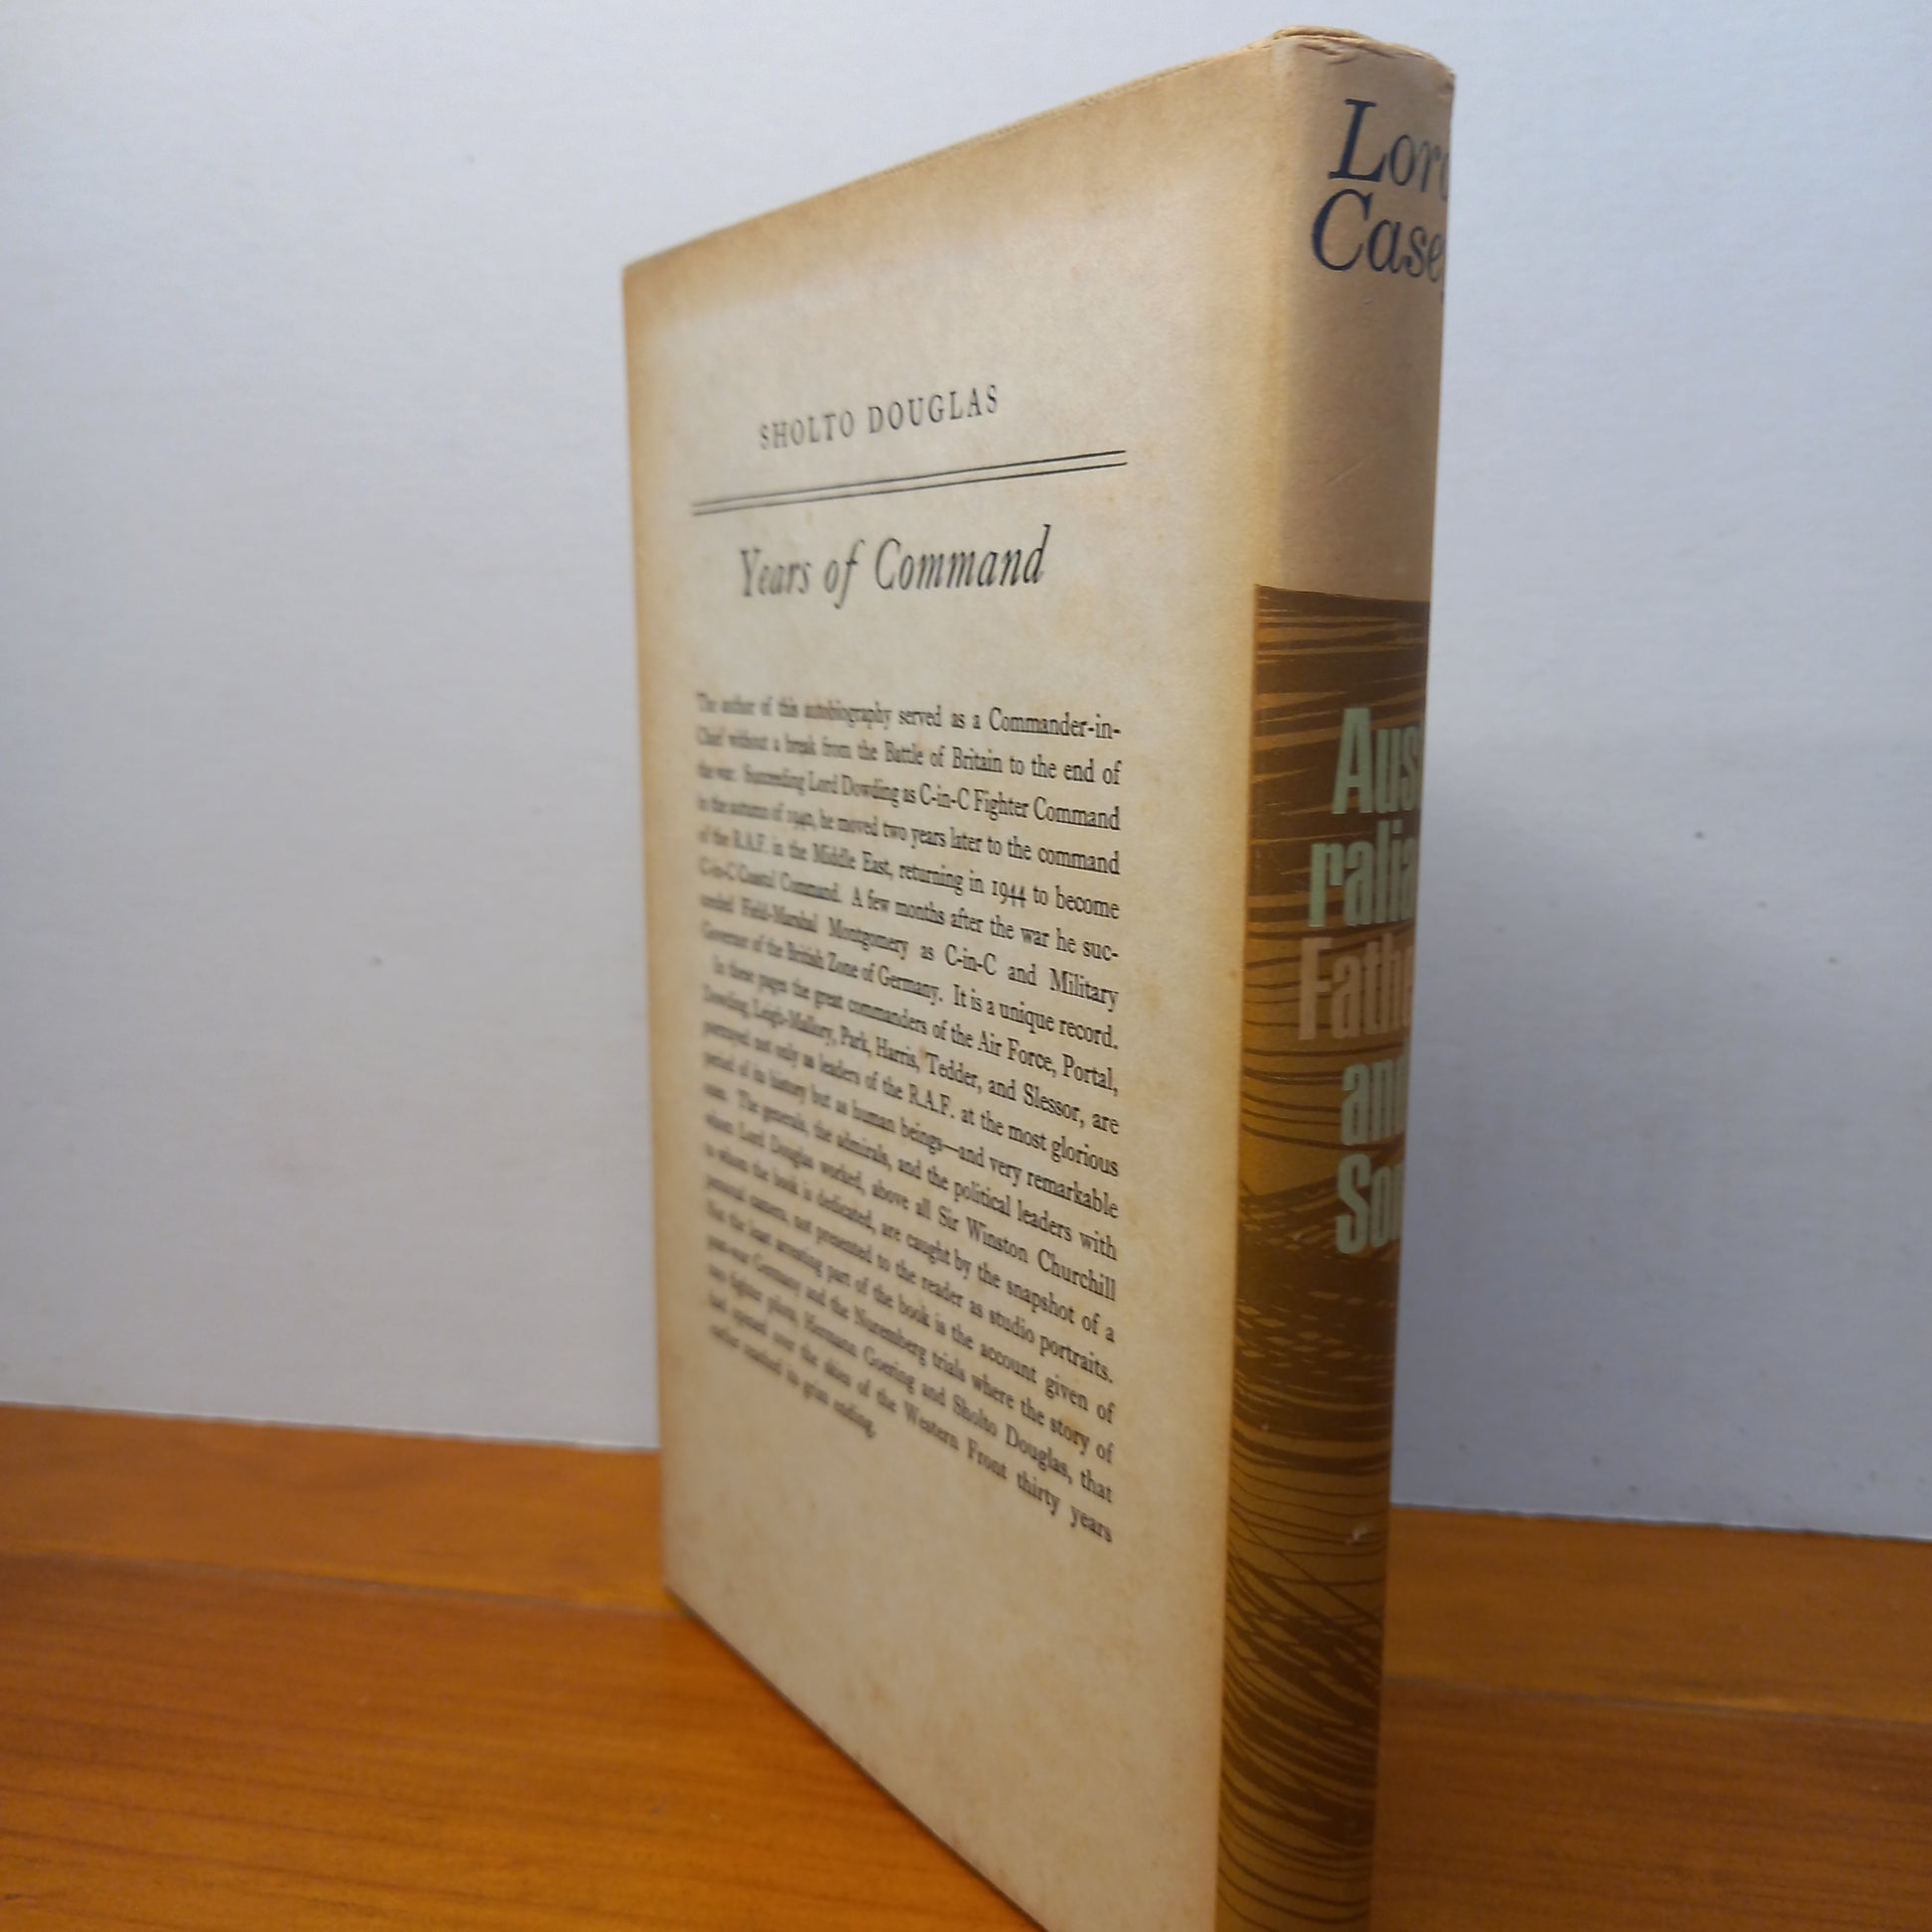 SHOLTO DOUGLAS
Years of Command
The author of this autobiography served as a Commander-in-
Chief without a break from the Battle of Britain to the end of
the war. Succeeding Lord Dowding as C-in-C Fighter Command
in the autumn of 1940, he moved two years later to the command
of the R.A.F. in the Middle East, returning in 1944 to become
C-in-C Coastal Command. A few months after the war he suc-
ceeded Field-Marshal Montgomery as C-in-C and Military
Governor of the British Zone of Germany. It is a unique record.
In these pages the great commanders of the Air Force, Portal,
Dowding, Leigh-Mallory, Park, Harris, Tedder, and Slessor, are
portrayed not only as leaders of the R.A.F. at the most glorious
period of its history but as human beings—and very remarkable
ones. The generals, the admirals, and the political leaders with
whom Lord Douglas worked, above all Sir Winston Churchill
to whom the book is dedicated, are caught by the snapshot of a
personal camera, not presented to the reader as studio portraits.
Not the least arresting part of the book is the account given of
post-war Germany and the Nuremberg trials where the story of
two fighter pilots, Hermann Goering and Sholto Douglas, that
had opened over the skies of the Western Front thirty years
earlier reached its grim ending.
Lord
Casey
Aust
ralian
Father
and
Son